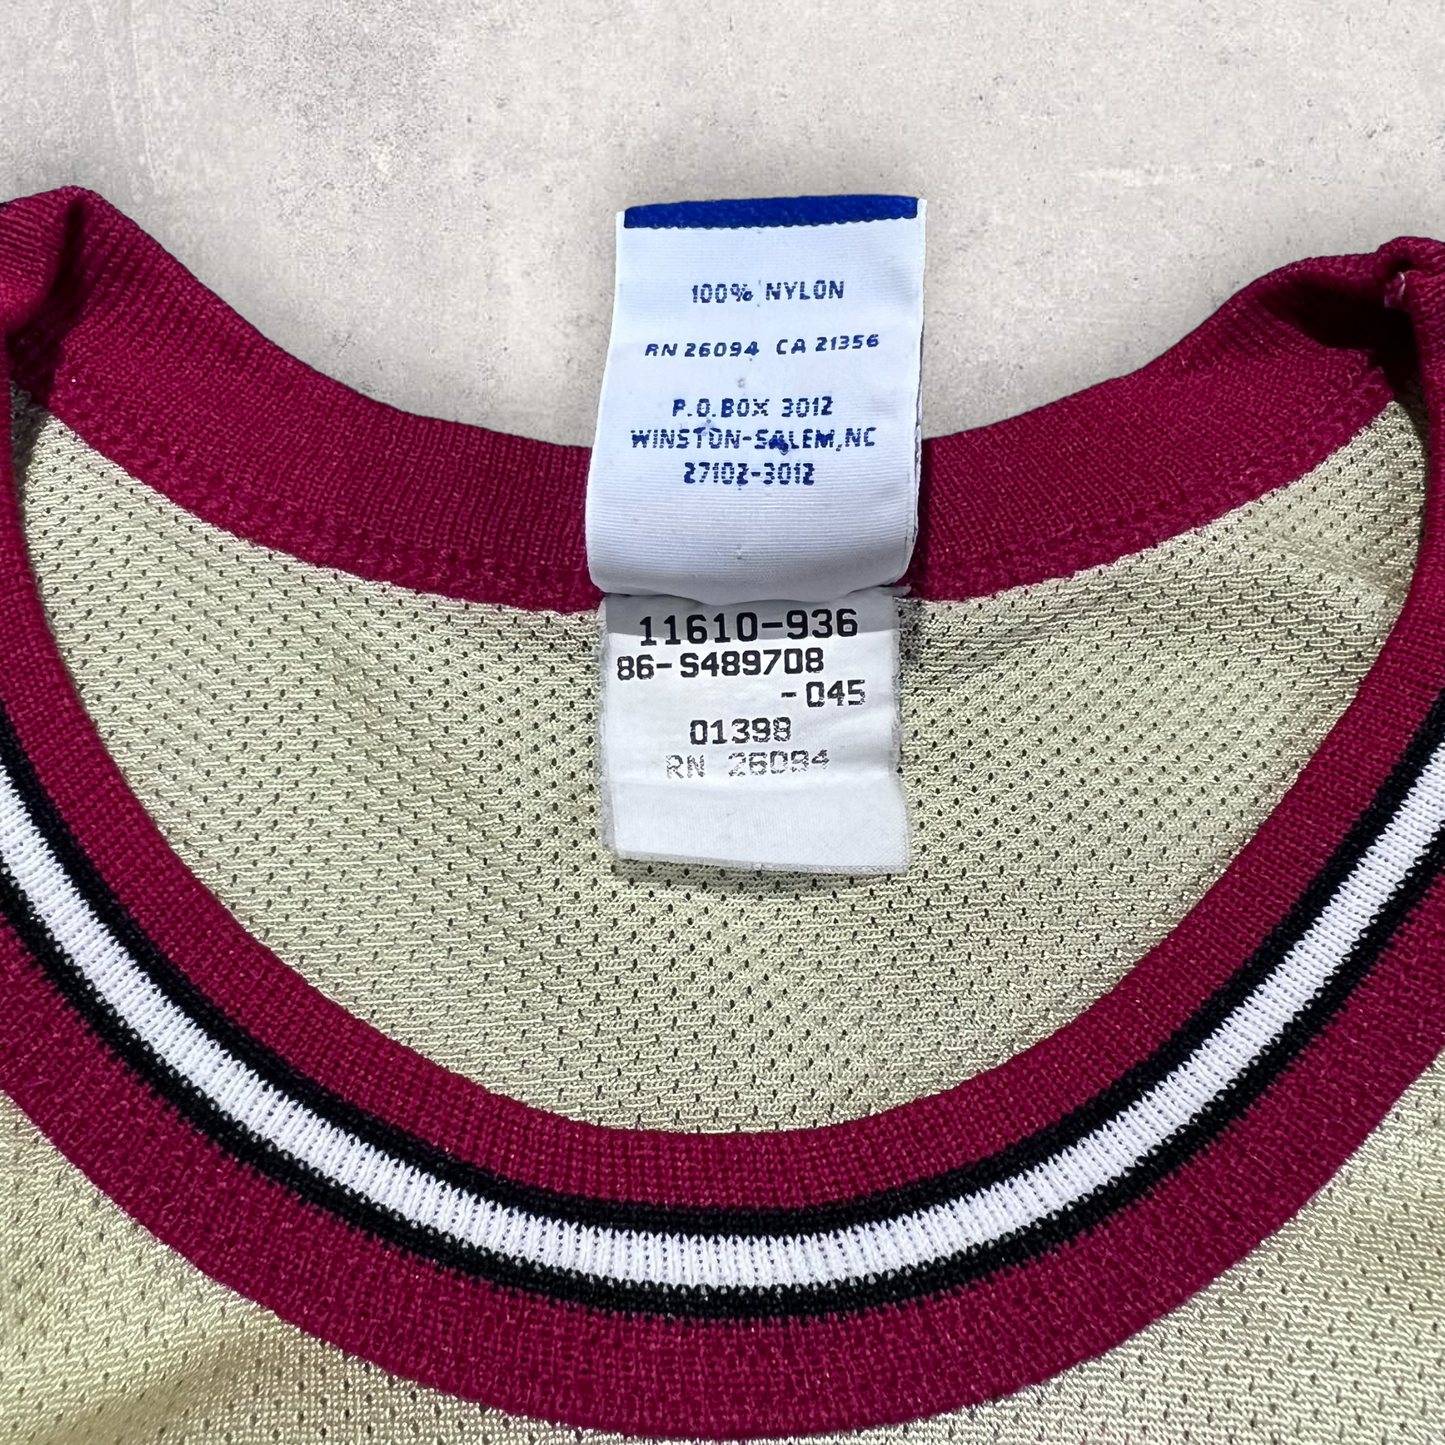 100% NYLON
RN 26094 CA 21356
P.O.BOX 3012
WINSTON-SALEM,NC
27102-3012
11610-936
86-S489708
-045
01398
RN 26094